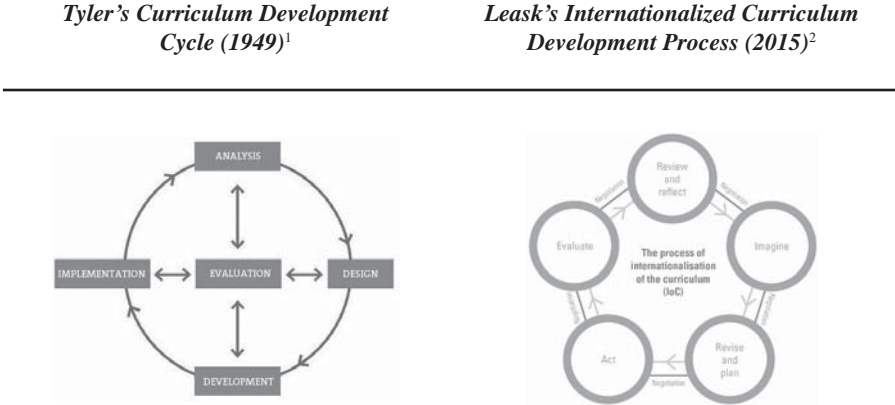 Tyler's Curriculum Development
Cycle (1949)1
Leask's Internationalized Curriculum
Development Process (2015)2
ANALYSIS
IMPLEMENTATION
EVALUATION
DESIGN
DEVELOPMENT
Review
and
reflect
Negotiation
Negotiation
Evaluate
The process of
internationalisation
of the curriculum
(IoC)
Imagine
Negotiation
Negotiation
Act
Revise
and
plan
Negotiation